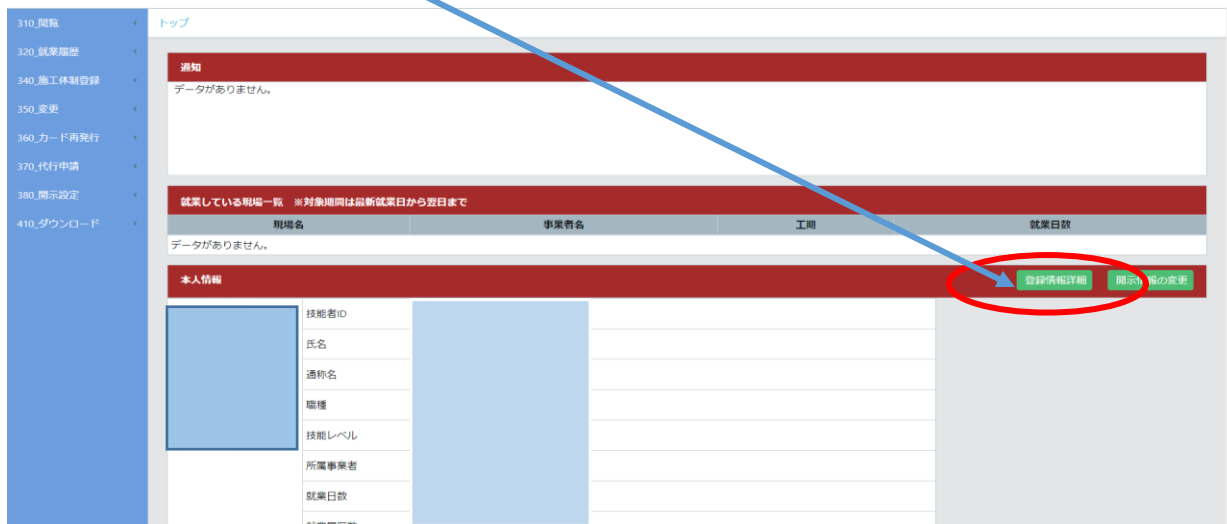 310_閲覧
320_就業履歴
340_施工体制登録
350_変更
360_カード再発行
370_代行申請
380_開示設定
410_ダウンロード
トップ
通知
データがありません。
就業している現場一覧 ※対象期間は最新就業日から翌日まで
現場名 事業者名 工期 就業日数
データがありません。
本人情報 登録情報詳細 開示情報の変更
技能者ID
氏名
通称名
職種
技能レベル
所属事業者
就業日数